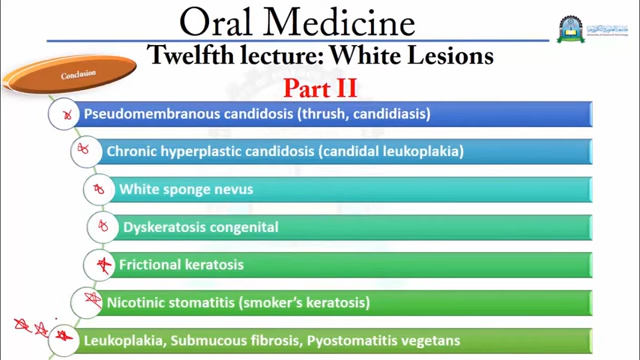 Oral Medicine
Twelfth lecture: White Lesions
Conclusion
Part II
Pseudomembranous candidosis (thrush, candidiasis)
Chronic hyperplastic candidosis (candidal leukoplakia)
White sponge nevus
Dyskeratosis congenital
Frictional keratosis
Nicotinic stomatitis (smoker's keratosis)
Leukoplakia, Submucous fibrosis, Pyostomatitis vegetans